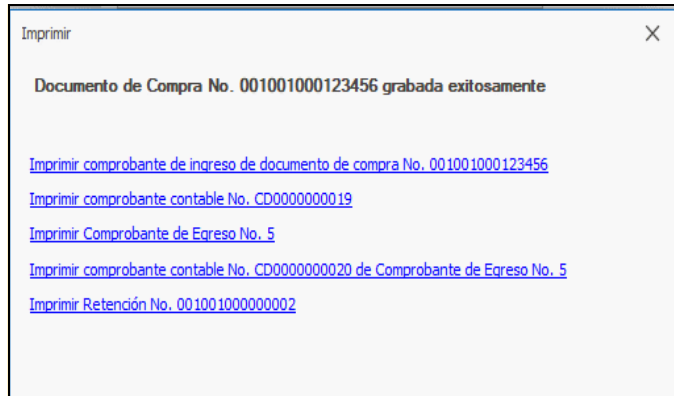 Imprimir
Documento de Compra No. 001001000123456 grabada exitosamente
Imprimir comprobante de ingreso de documento de compra No. 001001000123456
Imprimir comprobante contable No. CD0000000019
Imprimir Comprobante de Egreso No. 5
Imprimir comprobante contable No. CD0000000020 de Comprobante de Egreso No. 5
Imprimir Retención No. 001001000000002